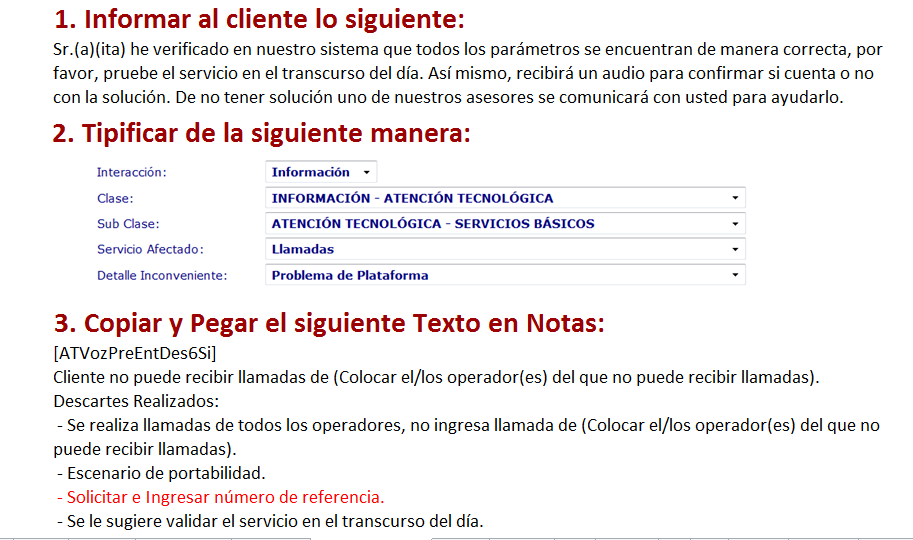 1. Informar al cliente lo siguiente:
Sr.(a)(ita) he verificado en nuestro sistema que todos los parámetros se encuentran de manera correcta, por
favor, pruebe el servicio en el transcurso del día. Así mismo, recibirá un audio para confirmar si cuenta o no
con la solución. De no tener solución uno de nuestros asesores se comunicará con usted para ayudarlo.
2. Tipificar de la siguiente manera:
Interacción: Información
Clase: INFORMACIÓN - ATENCIÓN TECNOLÓGICA
Sub Clase: ATENCIÓN TECNOLÓGICA - SERVICIOS BÁSICOS
Servicio Afectado: Llamadas
Detalle Inconveniente: Problema de Plataforma
3. Copiar y Pegar el siguiente Texto en Notas:
[ATVozPreEntDes6Si]
Cliente no puede recibir llamadas de (Colocar el/los operador(es) del que no puede recibir llamadas).
Descartes Realizados:
- Se realiza llamadas de todos los operadores, no ingresa llamada de (Colocar el/los operador(es) del que no
puede recibir llamadas).
- Escenario de portabilidad.
- Solicitar e Ingresar número de referencia.
- Se le sugiere validar el servicio en el transcurso del día.